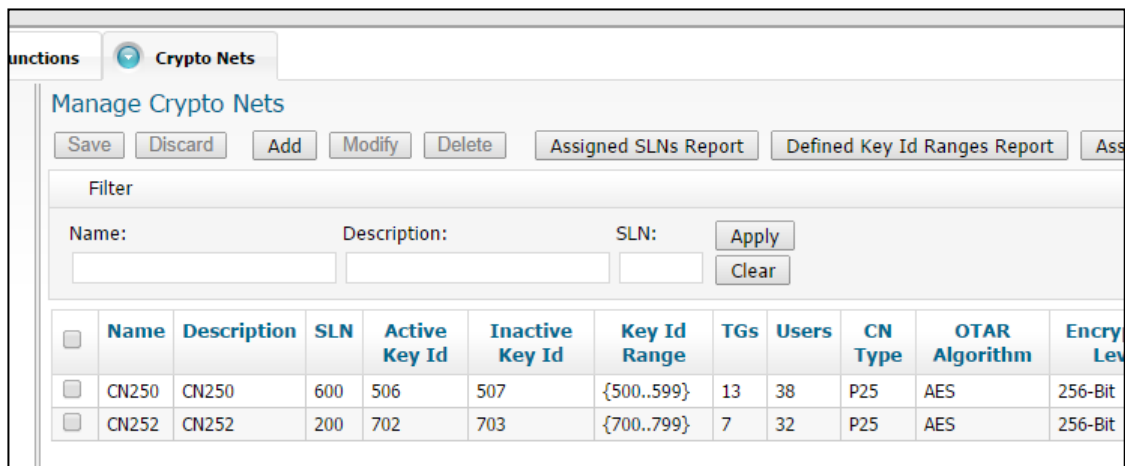 unctions Crypto Nets
Manage Crypto Nets
Save Discard Add Modify Delete Assigned SLNs Report Defined Key Id Ranges Report Ass
Filter
Name: Description: SLN: Apply
Clear
Name Description SLN Active Key Id Inactive Key Id Key Id Range TGs Users CN Type OTAR Algorithm Encryp Lev
CN250 CN250 600 506 507 {500..599} 13 38 P25 AES 256-Bit
CN252 CN252 200 702 703 {700..799} 7 32 P25 AES 256-Bit